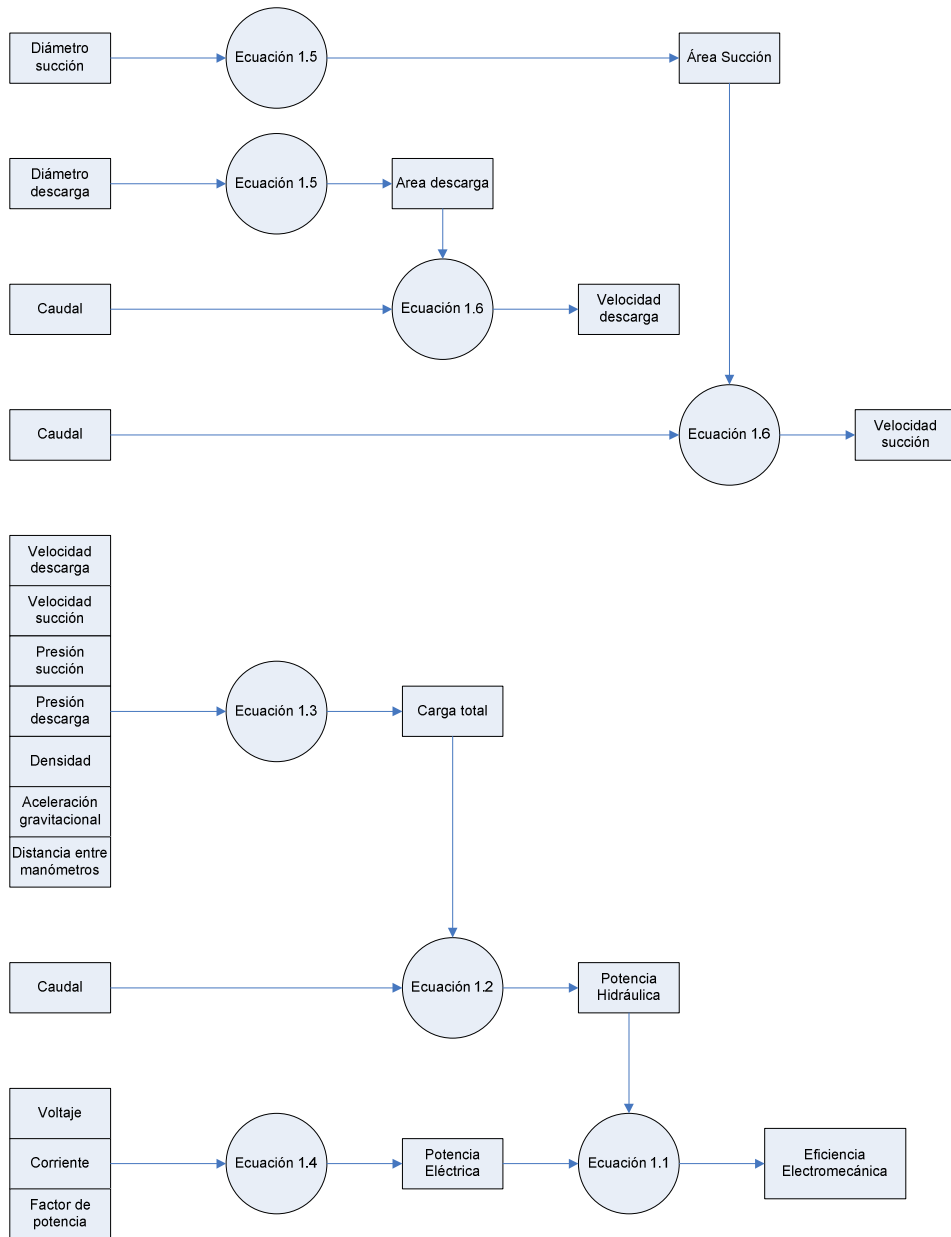 Diámetro
succión
Ecuación 1.5
Área Succión
Diámetro
descarga
Ecuación 1.5
Area descarga
Caudal
Ecuación 1.6
Velocidad
descarga
Caudal
Ecuación 1.6
Velocidad
succión
Velocidad
descarga
Velocidad
succión
Presión
succión
Presión
descarga
Densidad
Aceleración
gravitacional
Distancia entre
manómetros
Ecuación 1.3
Carga total
Caudal
Ecuación 1.2
Potencia
Hidráulica
Voltaje
Corriente
Factor de
potencia
Ecuación 1.4
Potencia
Eléctrica
Ecuación 1.1
Eficiencia
Electromecánica